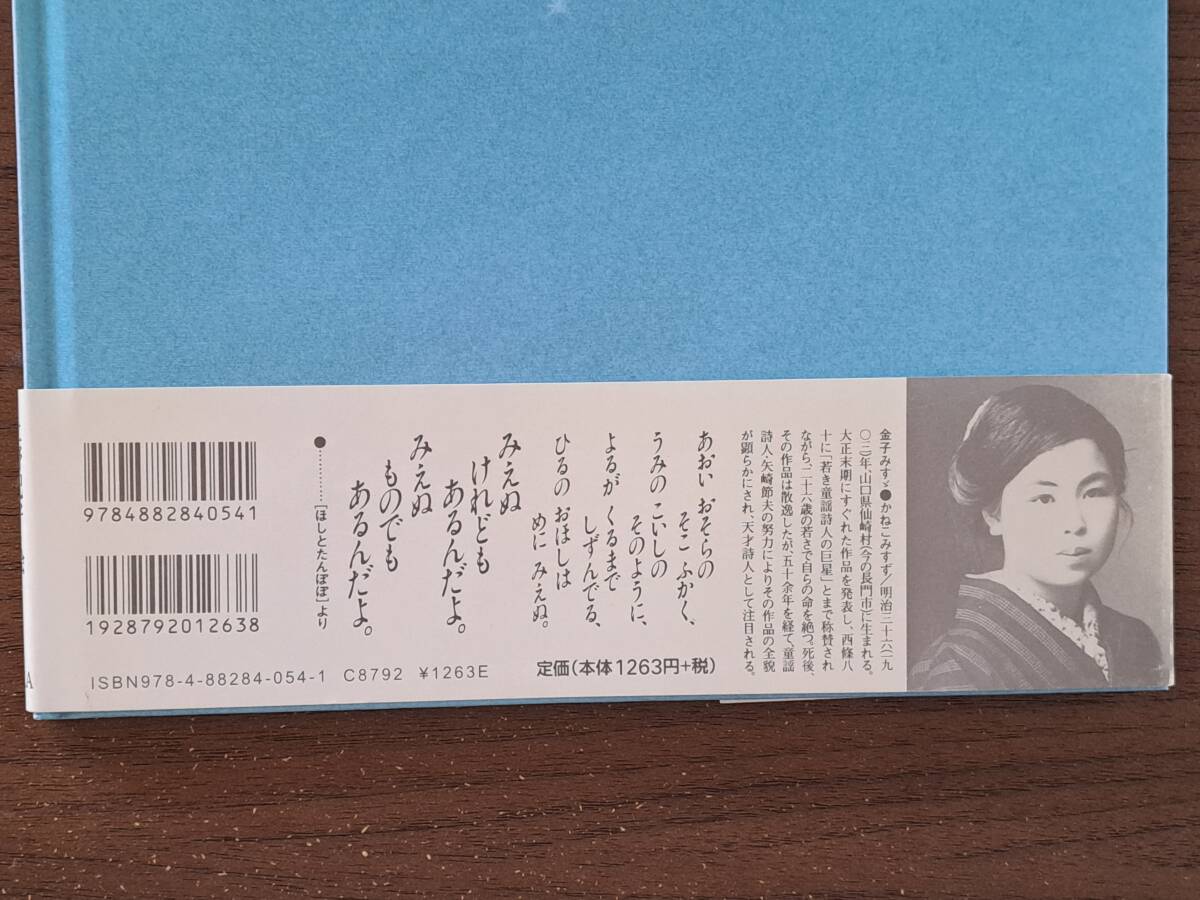 金子みすゞ●かねこみすず/明治三十六(一九
〇三)年、山口県仙崎村(今の長門市)に生まれる。
大正末期にすぐれた作品を発表し、西條八
十に「若き童謡詩人の巨星」とまで称賛され
ながら、二十六歳の若さで自らの命を絶つ。死後、
その作品は散逸したが、五十余年を経て、童謡
詩人・矢崎節夫の努力によりその作品の全貌
が顕らかにされ、天才詩人として注目される。
あおい おそらの
そこ ふかく、
うみの こいしの
そのように、
よるが くるまで
しずんでる、
ひるの おほしは
めに みえぬ。
みえぬ
けれども
あるんだよ。
みえぬ
ものでも
あるんだよ。
●………[ほしとたんぽぽ]より
9784882840541
1928792012638
ISBN978-4-88284-054-1 C8792 ¥1263E
定価(本体1263円+税)
A